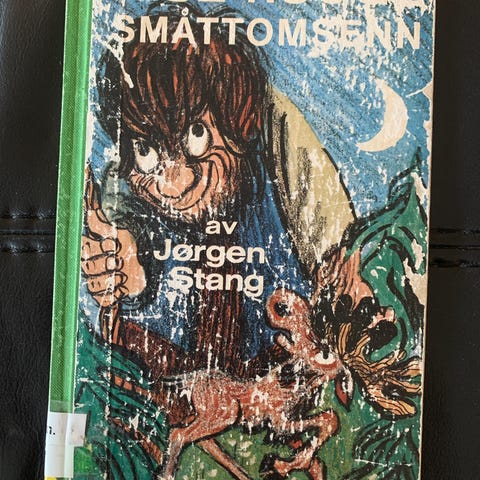 SMÅTTOMSENN
av
Jørgen
Stang